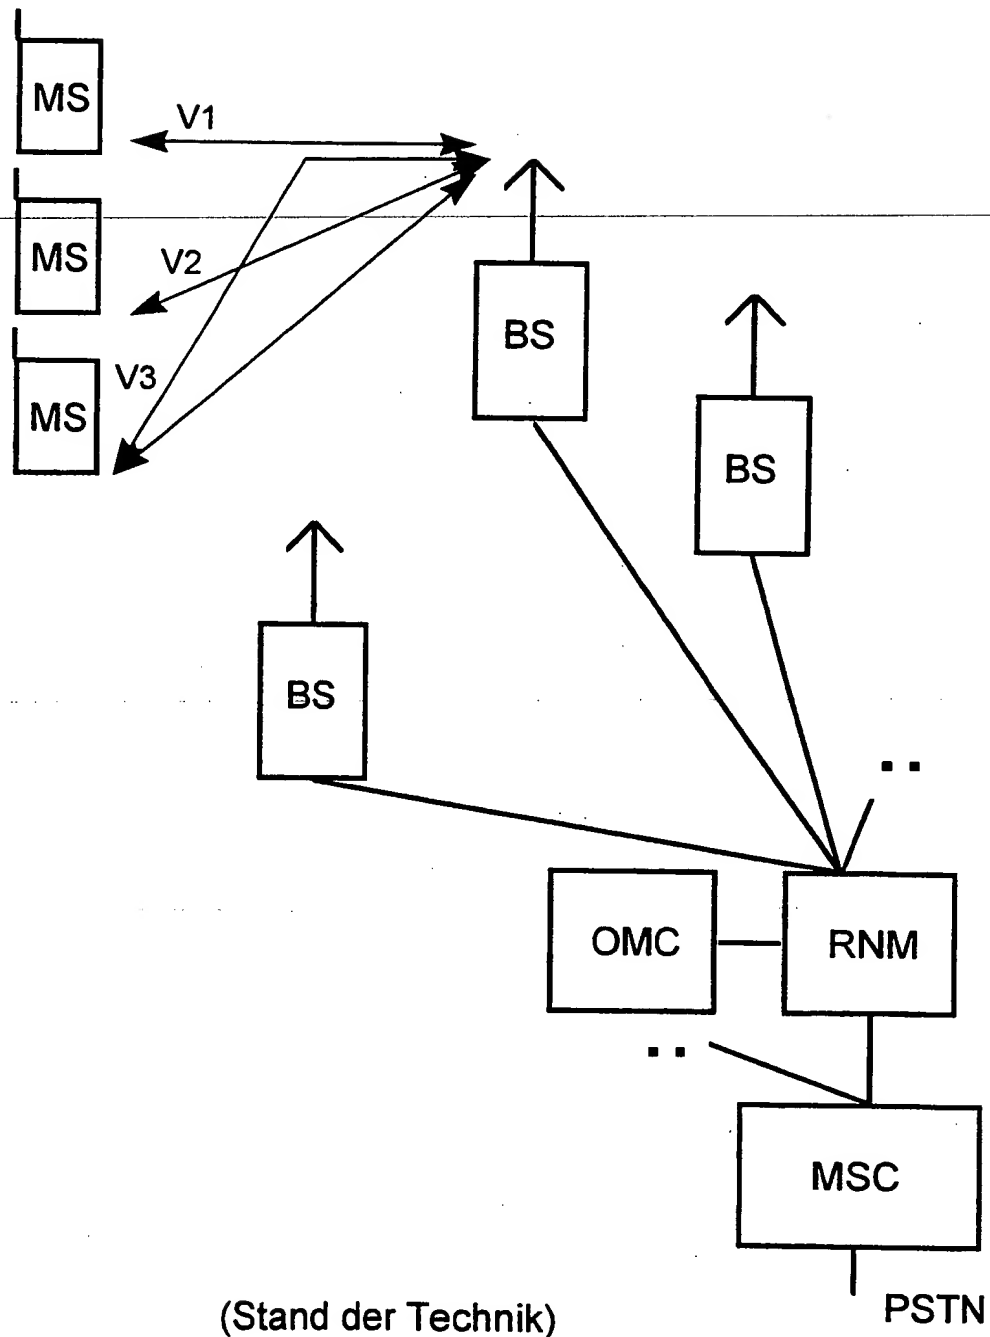 MS
V1
MS
V2
BS
MS
V3
BS
BS
OMC
RNM
MSC
PSTN
(Stand der Technik)